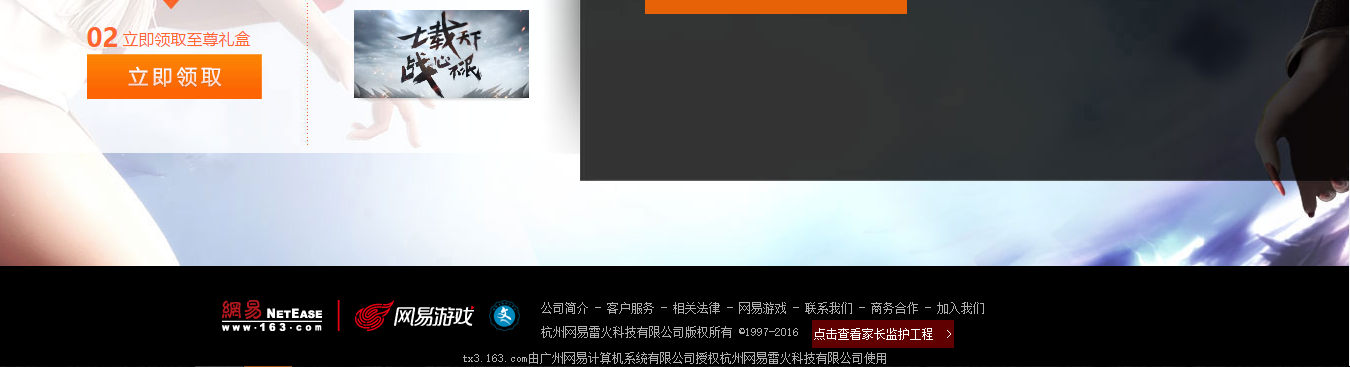 02 立即领取至尊礼盒
立即领取
七载天下
战心不泯
網易 NETEASE
www.163.com
网易游戏
文
公司简介 - 客户服务 - 相关法律 - 网易游戏 - 联系我们 - 商务合作 - 加入我们
杭州网易雷火科技有限公司版权所有 ©1997-2016
点击查看家长监护工程 >
tx3.163.com由广州网易计算机系统有限公司授权杭州网易雷火科技有限公司使用